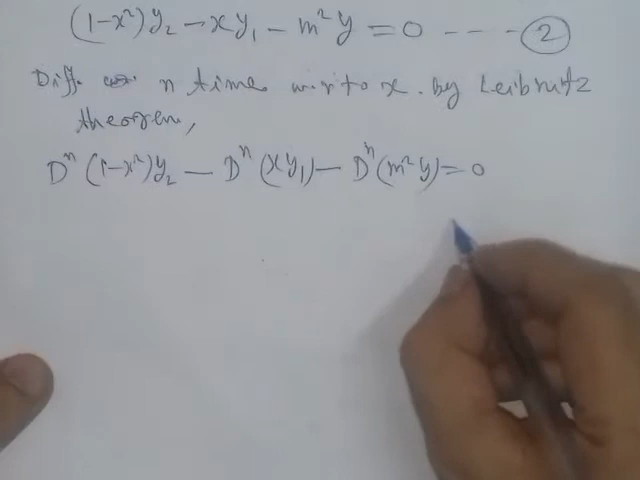 (1-x²)y₂ - xy₁ - m²y = 0 ---- ②
Diff. n time w.r.to x. by Leibnitz
theorem,
Dⁿ(1-x²)y₂ - Dⁿ(xy₁) - Dⁿ(m²y) = 0